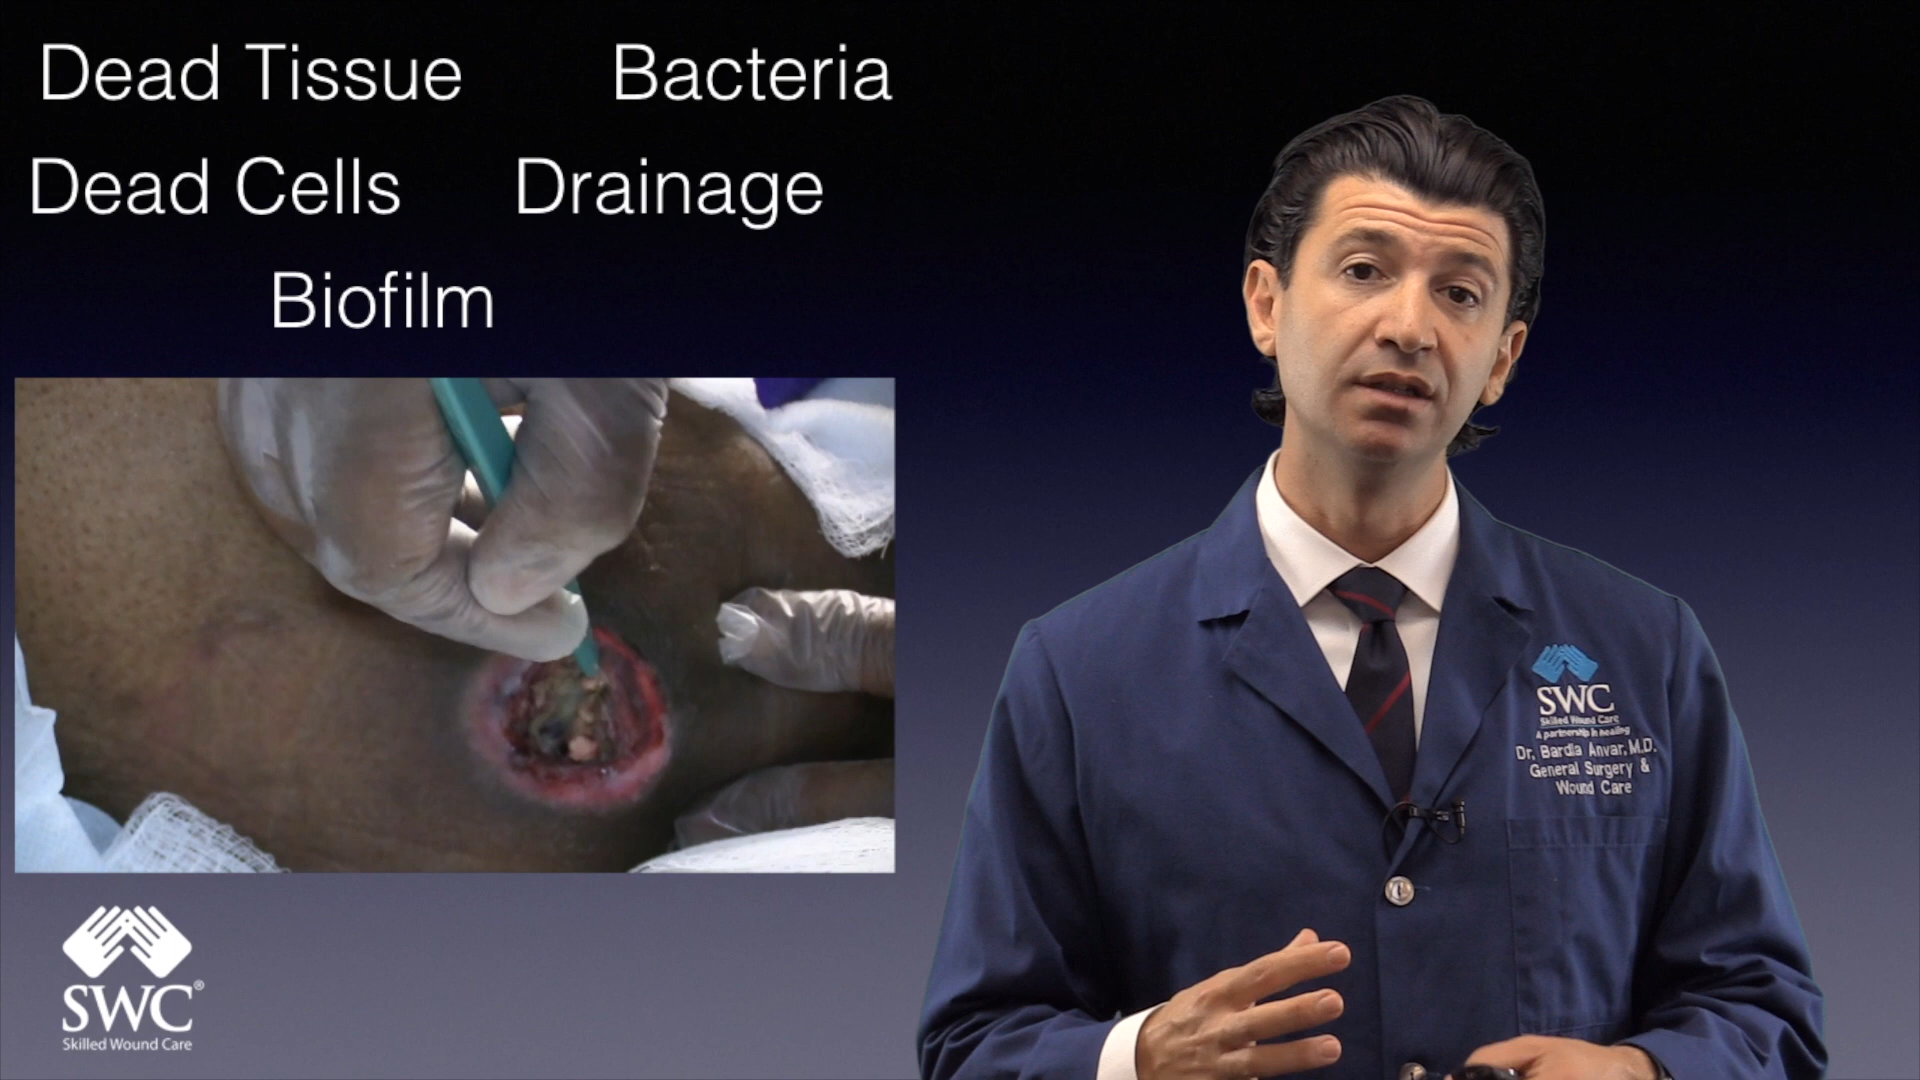 Dead Tissue Bacteria
Dead Cells Drainage
Biofilm
SWC
Skilled Wound Care
A partnership in healing
Dr. Bardia Anvar, M.D.
General Surgery &
Wound Care
SWC®
Skilled Wound Care